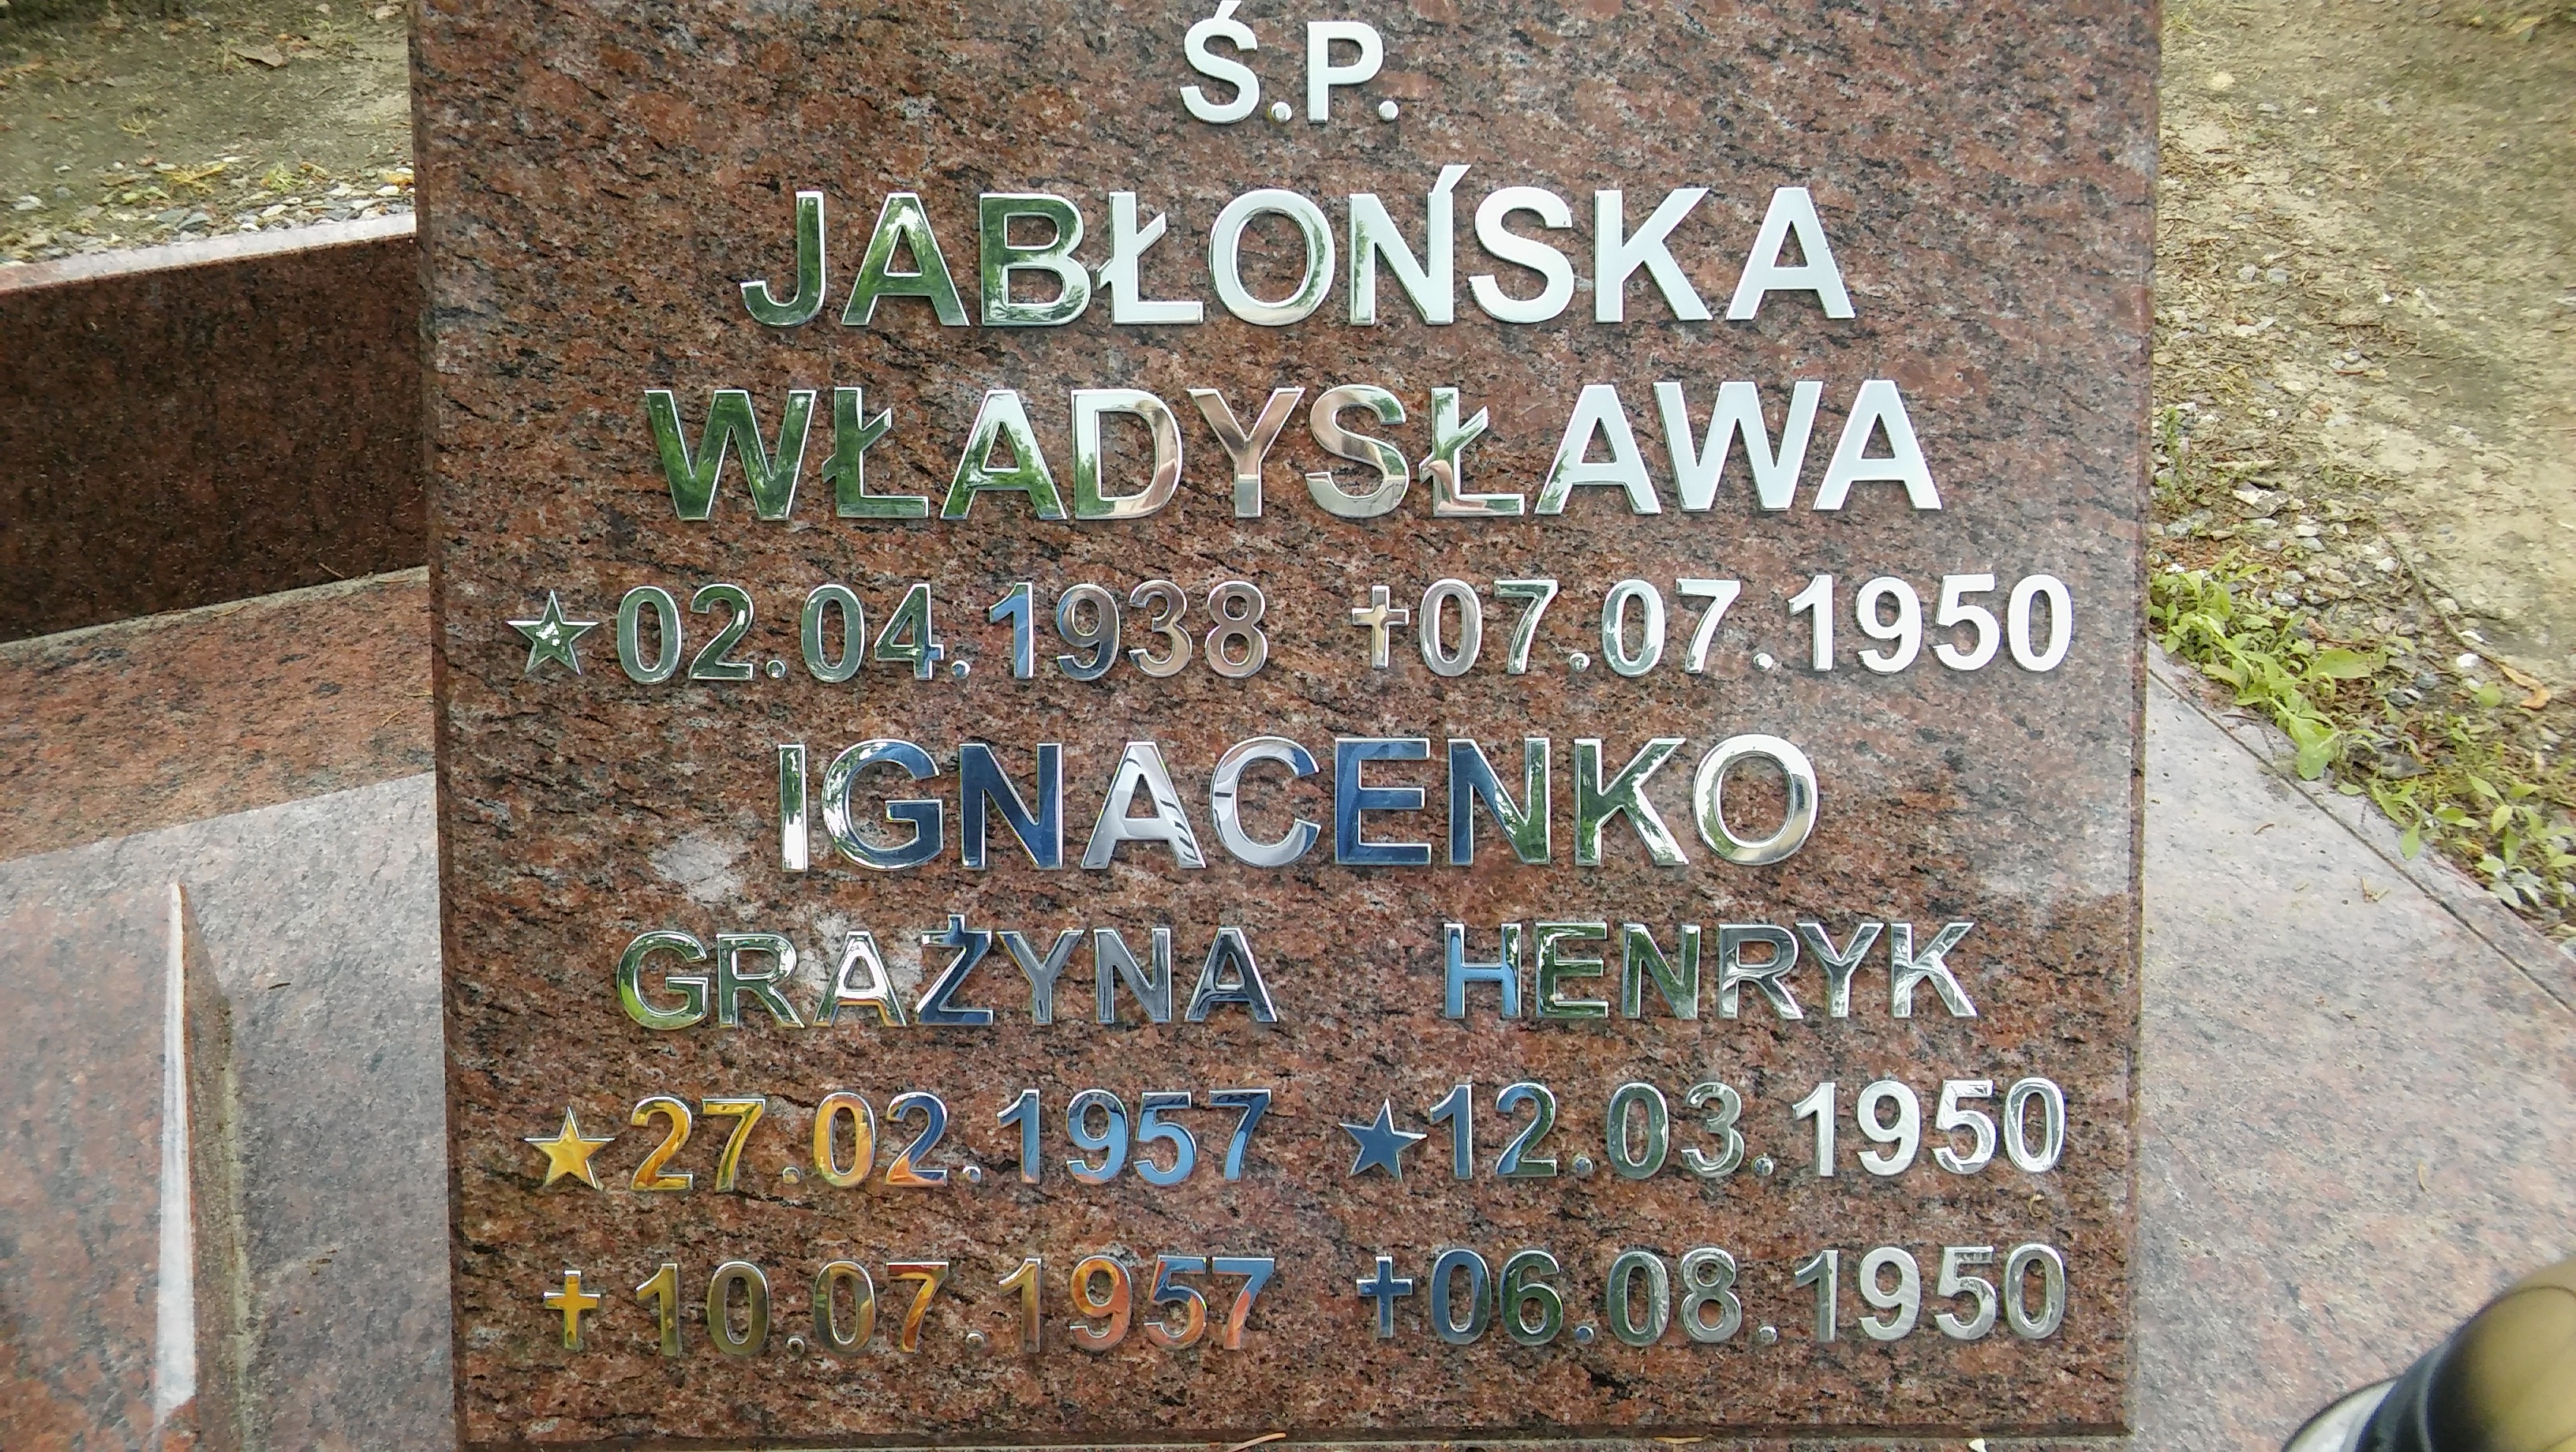 Ś.P.
JABŁOŃSKA
WŁADYSŁAWA
★02.04.1938 ✝07.07.1950
IGNACENKO
GRAŻYNA HENRYK
★27.02.1957 ★12.03.1950
✝10.07.1957 ✝06.08.1950